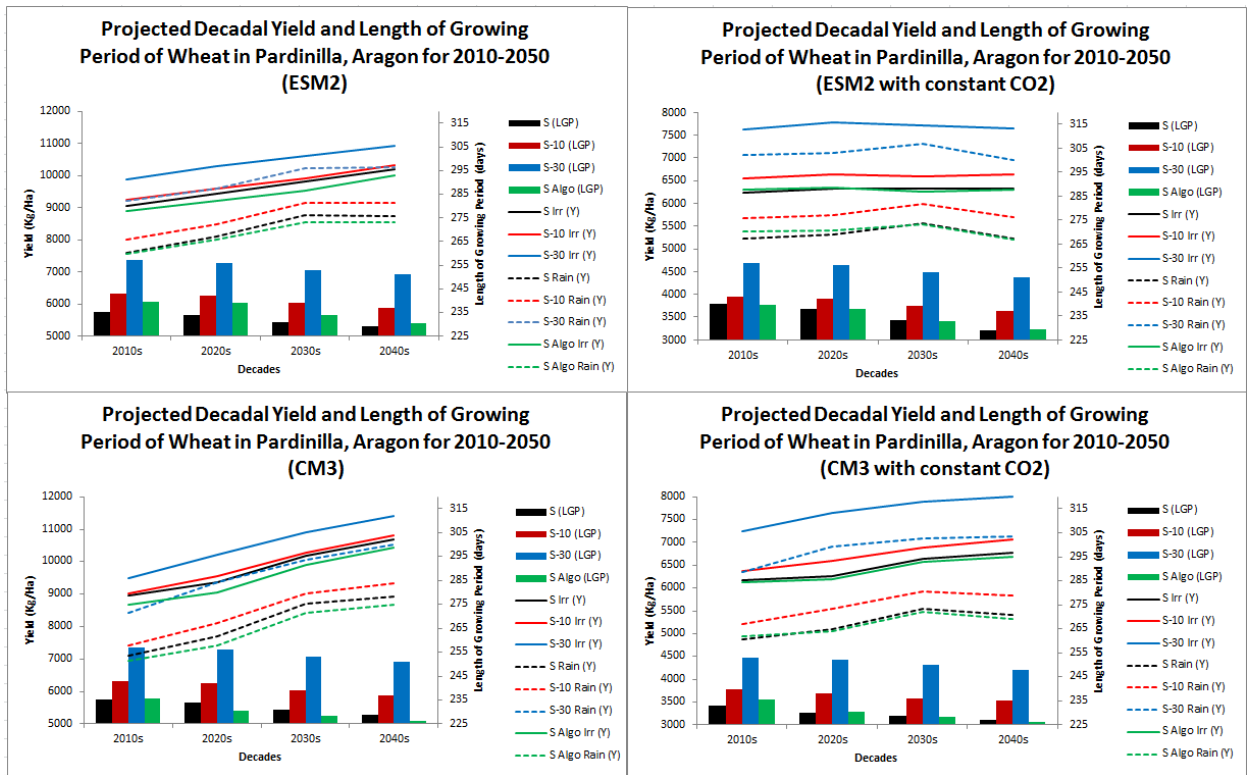 Projected Decadal Yield and Length of Growing
Period of Wheat in Pardinilla, Aragon for 2010-2050
(ESM2)
12000
11000
10000
9000
8000
7000
6000
5000
Yield (Kg/Ha)
315
305
295
285
275
265
255
245
235
225
Length of Growing Period (days)
2010s 2020s 2030s 2040s
Decades
S (LGP)
S-10 (LGP)
S-30 (LGP)
S Algo (LGP)
S Irr (Y)
S-10 Irr (Y)
S-30 Irr (Y)
S Rain (Y)
S-10 Rain (Y)
S-30 Rain (Y)
S Algo Irr (Y)
S Algo Rain (Y)
Projected Decadal Yield and Length of Growing
Period of Wheat in Pardinilla, Aragon for 2010-2050
(ESM2 with constant CO2)
8000
7500
7000
6500
6000
5500
5000
4500
4000
3500
3000
Yield (Kg/Ha)
315
305
295
285
275
265
255
245
235
225
Length of Growing Period (days)
2010s 2020s 2030s 2040s
Decades
S (LGP)
S-10 (LGP)
S-30 (LGP)
S Algo (LGP)
S Irr (Y)
S-10 Irr (Y)
S-30 Irr (Y)
S Rain (Y)
S-10 Rain (Y)
S-30 Rain (Y)
S Algo Irr (Y)
S Algo Rain (Y)
Projected Decadal Yield and Length of Growing
Period of Wheat in Pardinilla, Aragon for 2010-2050
(CM3)
12000
11000
10000
9000
8000
7000
6000
5000
Yield (Kg/Ha)
315
305
295
285
275
265
255
245
235
225
Length of Growing Period (days)
2010s 2020s 2030s 2040s
Decades
S (LGP)
S-10 (LGP)
S-30 (LGP)
S Algo (LGP)
S Irr (Y)
S-10 Irr (Y)
S-30 Irr (Y)
S Rain (Y)
S-10 Rain (Y)
S-30 Rain (Y)
S Algo Irr (Y)
S Algo Rain (Y)
Projected Decadal Yield and Length of Growing
Period of Wheat in Pardinilla, Aragon for 2010-2050
(CM3 with constant CO2)
8000
7500
7000
6500
6000
5500
5000
4500
4000
3500
3000
Yield (Kg/Ha)
315
305
295
285
275
265
255
245
235
225
Length of Growing Period (days)
2010s 2020s 2030s 2040s
Decades
S (LGP)
S-10 (LGP)
S-30 (LGP)
S Algo (LGP)
S Irr (Y)
S-10 Irr (Y)
S-30 Irr (Y)
S Rain (Y)
S-10 Rain (Y)
S-30 Rain (Y)
S Algo Irr (Y)
S Algo Rain (Y)